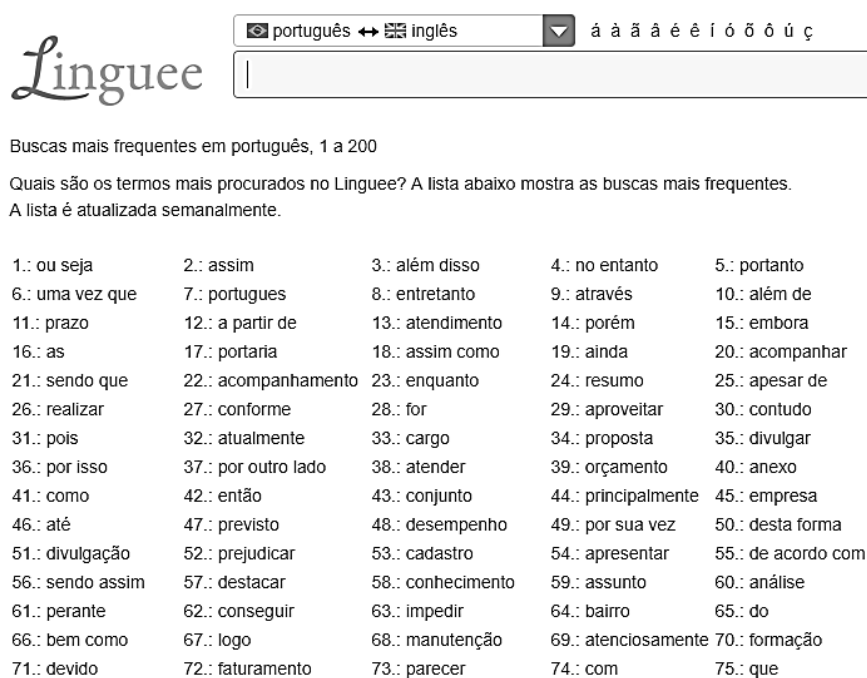 português ↔ inglês á à ã â é ê í ó õ ô ú ç
Linguee
Buscas mais frequentes em português, 1 a 200
Quais são os termos mais procurados no Linguee? A lista abaixo mostra as buscas mais frequentes.
A lista é atualizada semanalmente.
1.: ou seja 2.: assim 3.: além disso 4.: no entanto 5.: portanto
6.: uma vez que 7.: portugues 8.: entretanto 9.: através 10.: além de
11.: prazo 12.: a partir de 13.: atendimento 14.: porém 15.: embora
16.: as 17.: portaria 18.: assim como 19.: ainda 20.: acompanhar
21.: sendo que 22.: acompanhamento 23.: enquanto 24.: resumo 25.: apesar de
26.: realizar 27.: conforme 28.: for 29.: aproveitar 30.: contudo
31.: pois 32.: atualmente 33.: cargo 34.: proposta 35.: divulgar
36.: por isso 37.: por outro lado 38.: atender 39.: orçamento 40.: anexo
41.: como 42.: então 43.: conjunto 44.: principalmente 45.: empresa
46.: até 47.: previsto 48.: desempenho 49.: por sua vez 50.: desta forma
51.: divulgação 52.: prejudicar 53.: cadastro 54.: apresentar 55.: de acordo com
56.: sendo assim 57.: destacar 58.: conhecimento 59.: assunto 60.: análise
61.: perante 62.: conseguir 63.: impedir 64.: bairro 65.: do
66.: bem como 67.: logo 68.: manutenção 69.: atenciosamente 70.: formação
71.: devido 72.: faturamento 73.: parecer 74.: com 75.: que